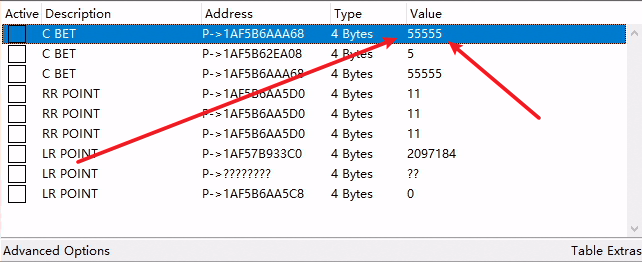 Active Description Address Type Value
C BET P->1AF5B6AAA68 4 Bytes 55555
C BET P->1AF5B62EA08 4 Bytes 5
C BET P->1AF5B6AAA68 4 Bytes 55555
RR POINT P->1AF5B6AA5D0 4 Bytes 11
RR POINT P->1AF5B6AA5D0 4 Bytes 11
RR POINT P->1AF5B6AA5D0 4 Bytes 11
LR POINT P->1AF57B933C0 4 Bytes 2097184
LR POINT P->???????? 4 Bytes ??
LR POINT P->1AF5B6AA5C8 4 Bytes 0
Advanced Options Table Extras